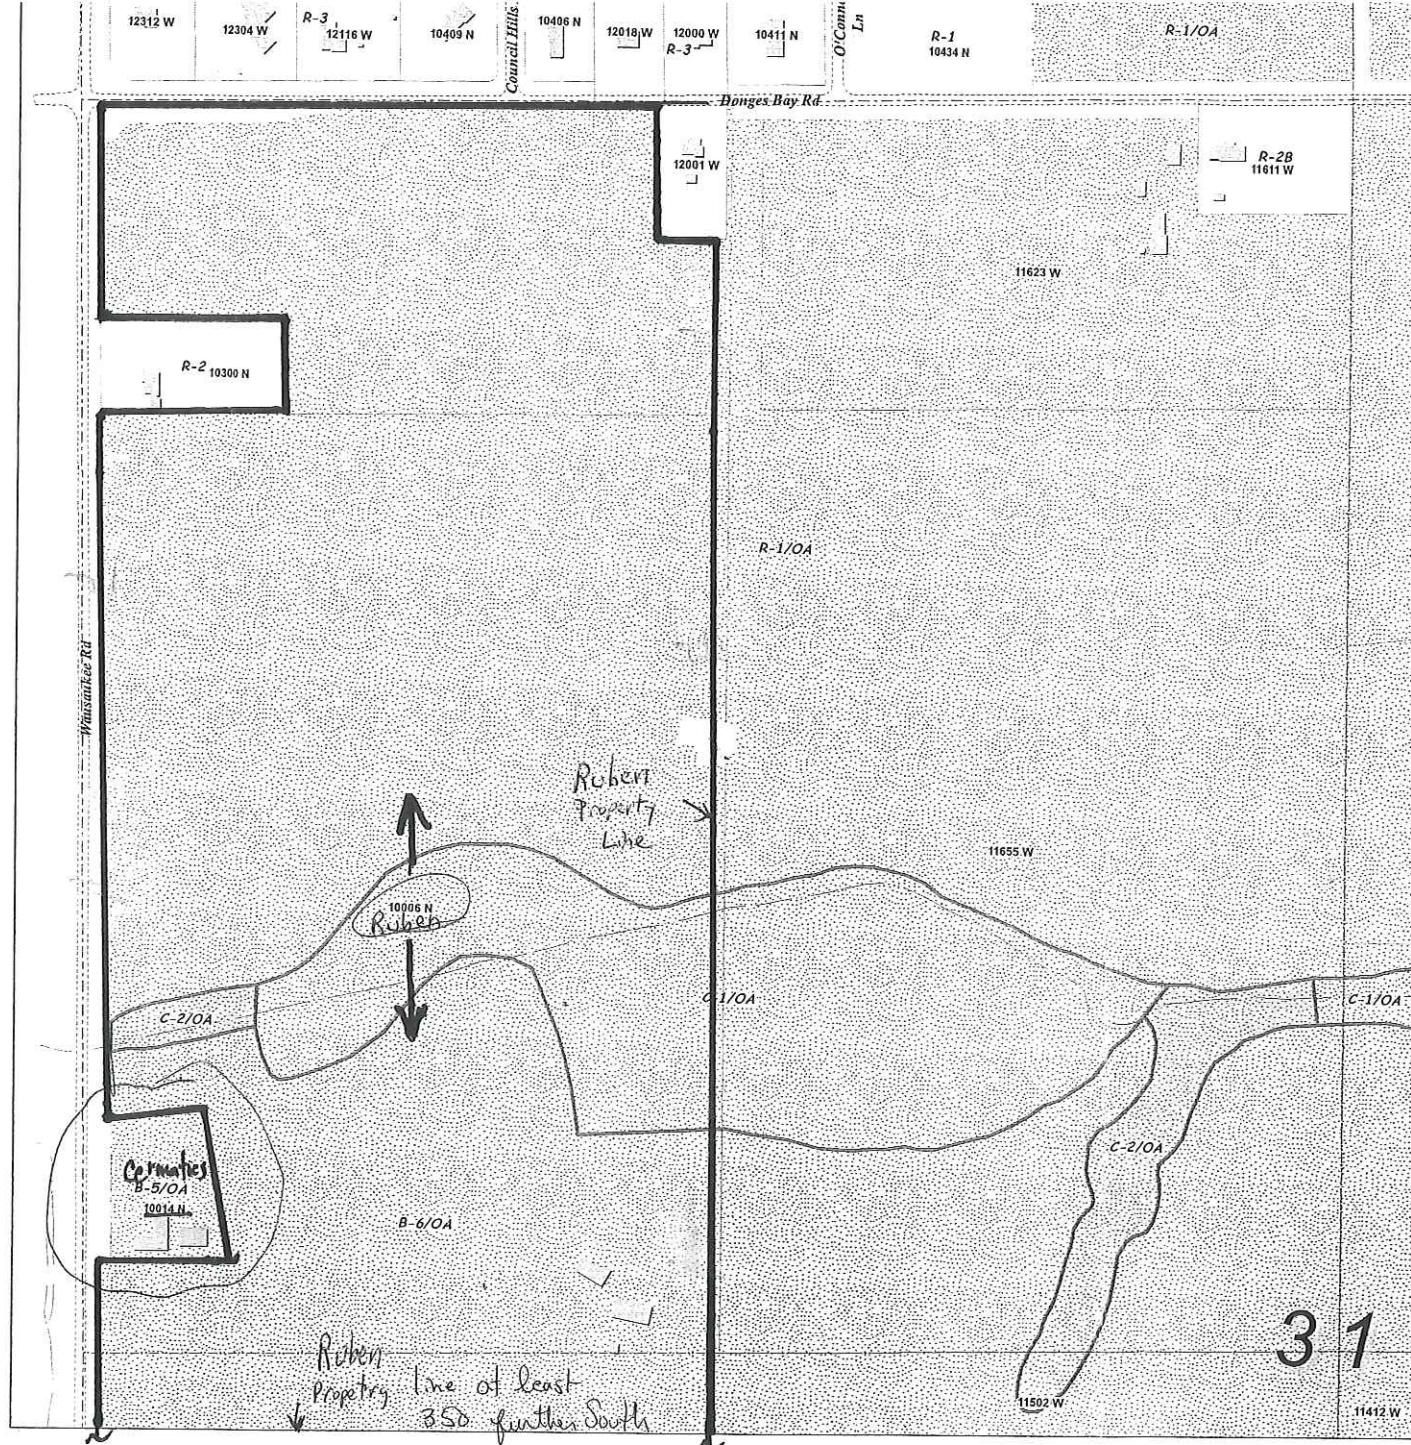 12312 W
12304 W
R-3
12116 W
10409 N
Council Hills
10406 N
12018 W
12000 W
R-3
10411 N
Ln
R-1
10434 N
R-1/OA
Donges Bay Rd
12001 W
R-2B
11611 W
11623 W
R-2 10300 N
R-1/OA
Wausaukee Rd
Ruben
Property
Line
11655 W
10006 N
Ruben
C-2/OA
C-1/OA
C-1/OA
C-2/OA
B-5/OA
10014 N
B-6/OA
31
Ruben
Propetry line at least
350 further South
11502 W
11412 W